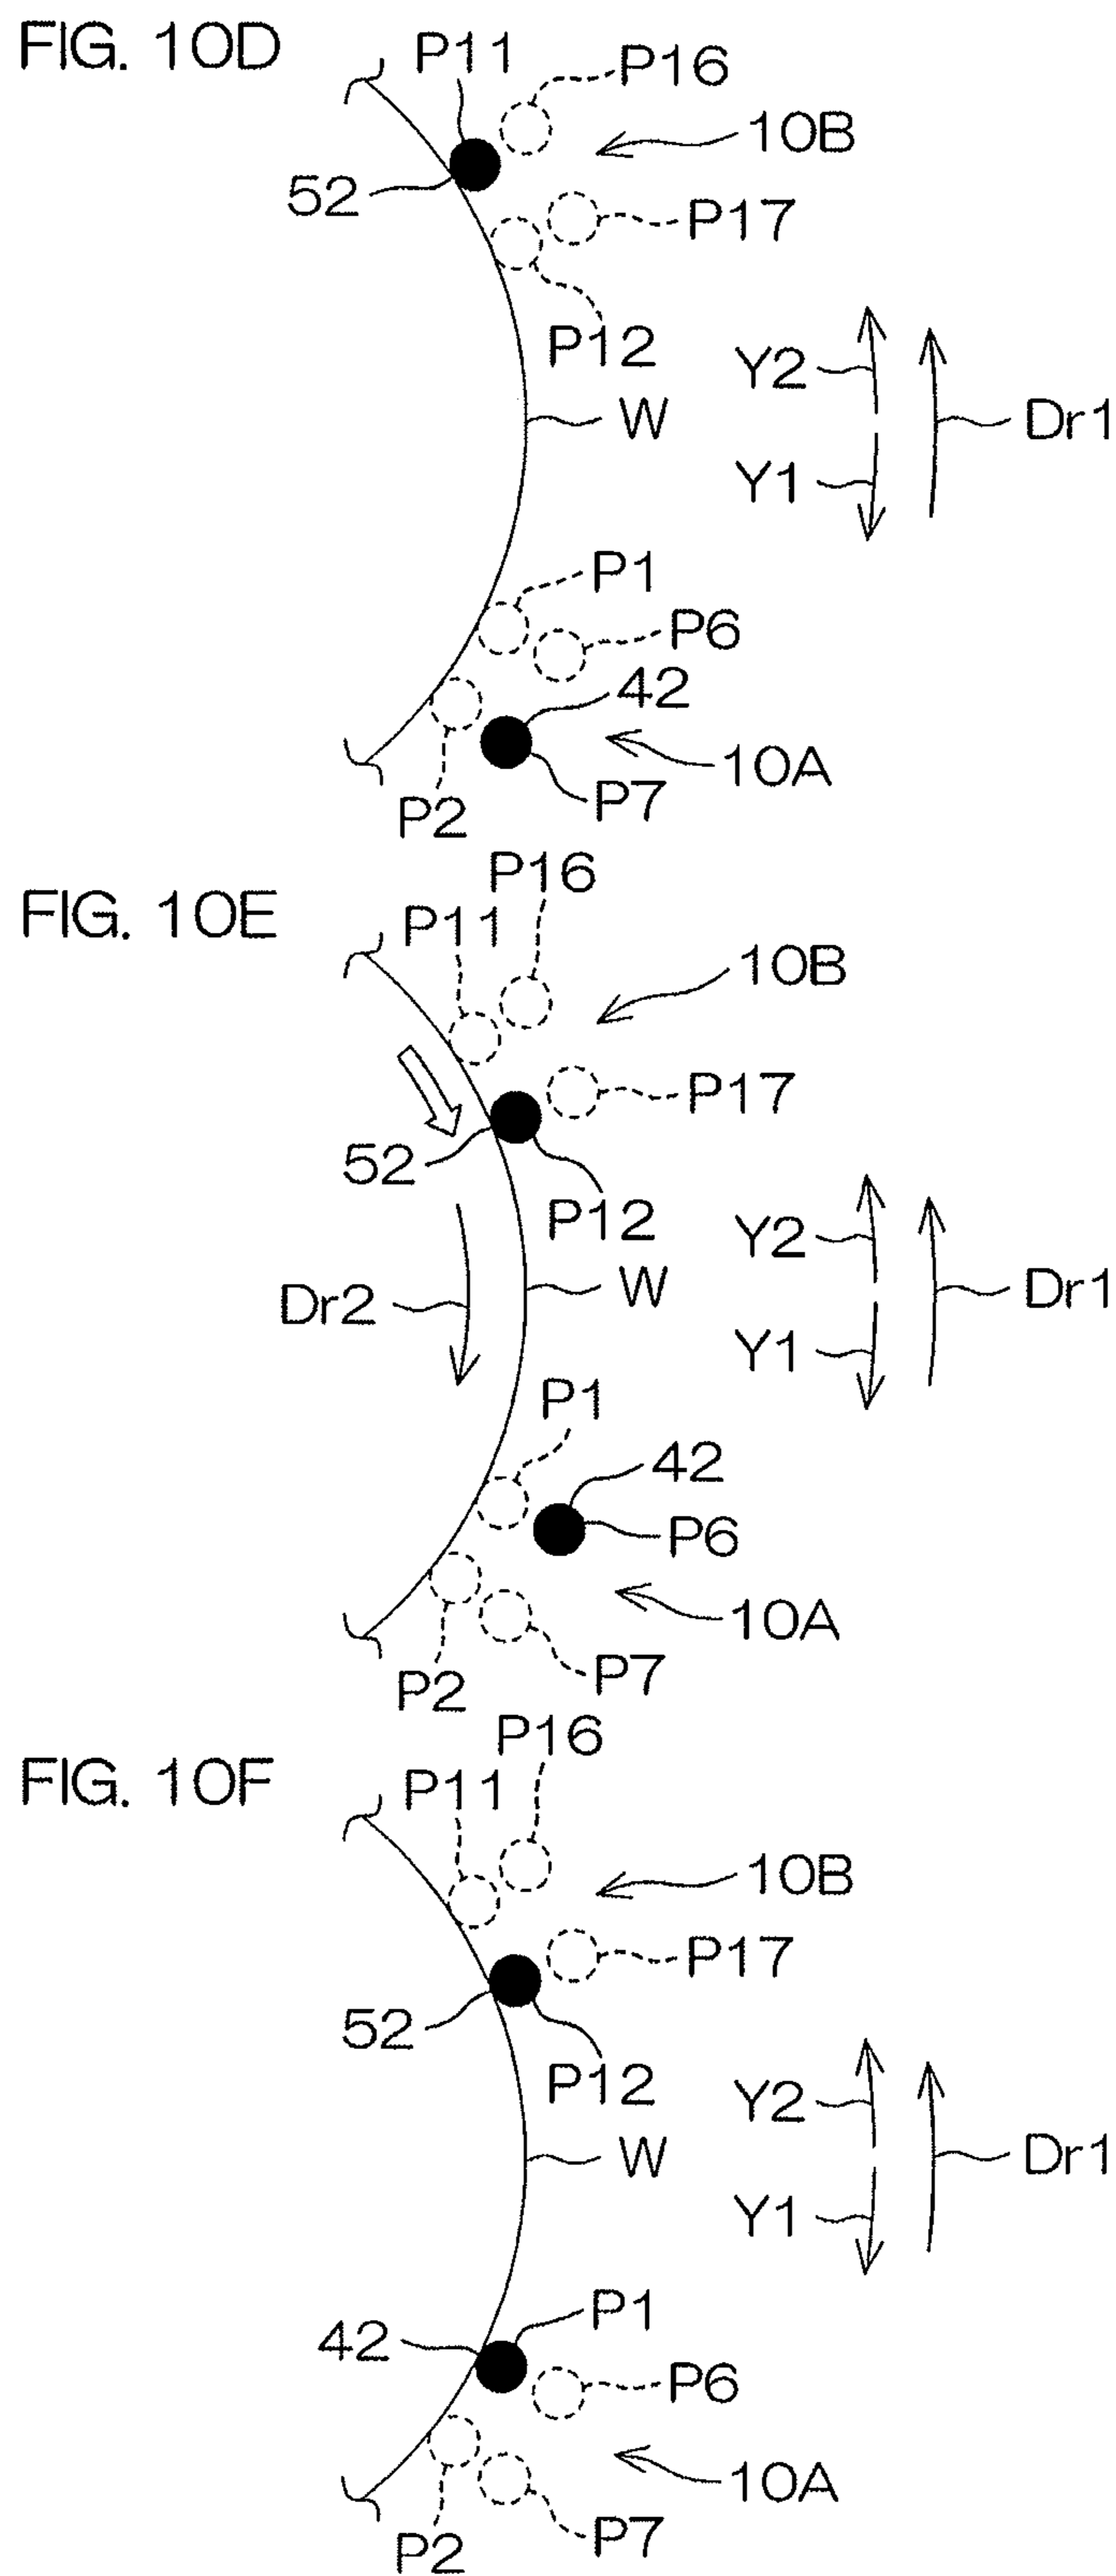 FIG. 10D
P11
P16
10B
52
P17
P12
Y2
W
Dr1
Y1
P1
P6
42
10A
P7
P2
FIG. 10E
P16
P11
10B
P17
52
P12
Y2
W
Dr1
Dr2
Y1
P1
42
P6
10A
P7
P2
FIG. 10F
P16
P11
10B
P17
52
P12
Y2
W
Dr1
Y1
P1
42
P6
10A
P7
P2